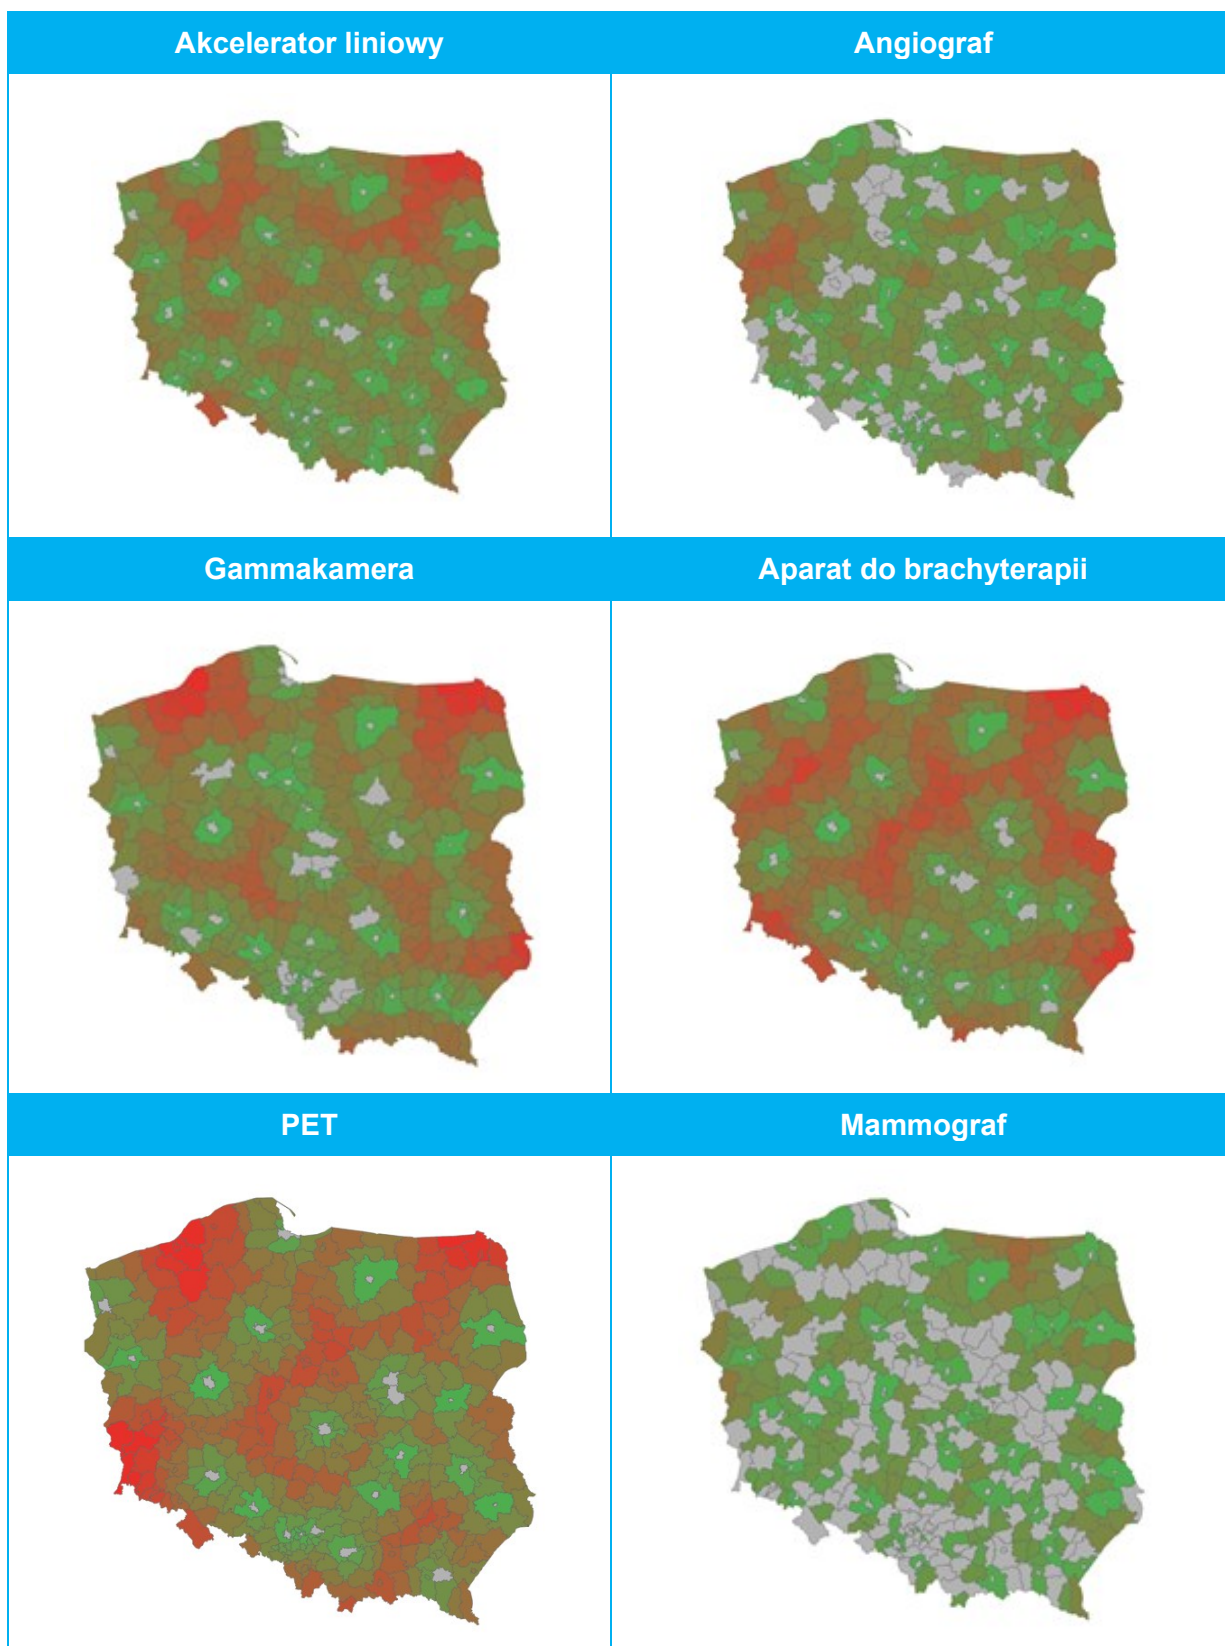 Akcelerator liniowy
Angiograf
Gammakamera
Aparat do brachyterapii
PET
Mammograf